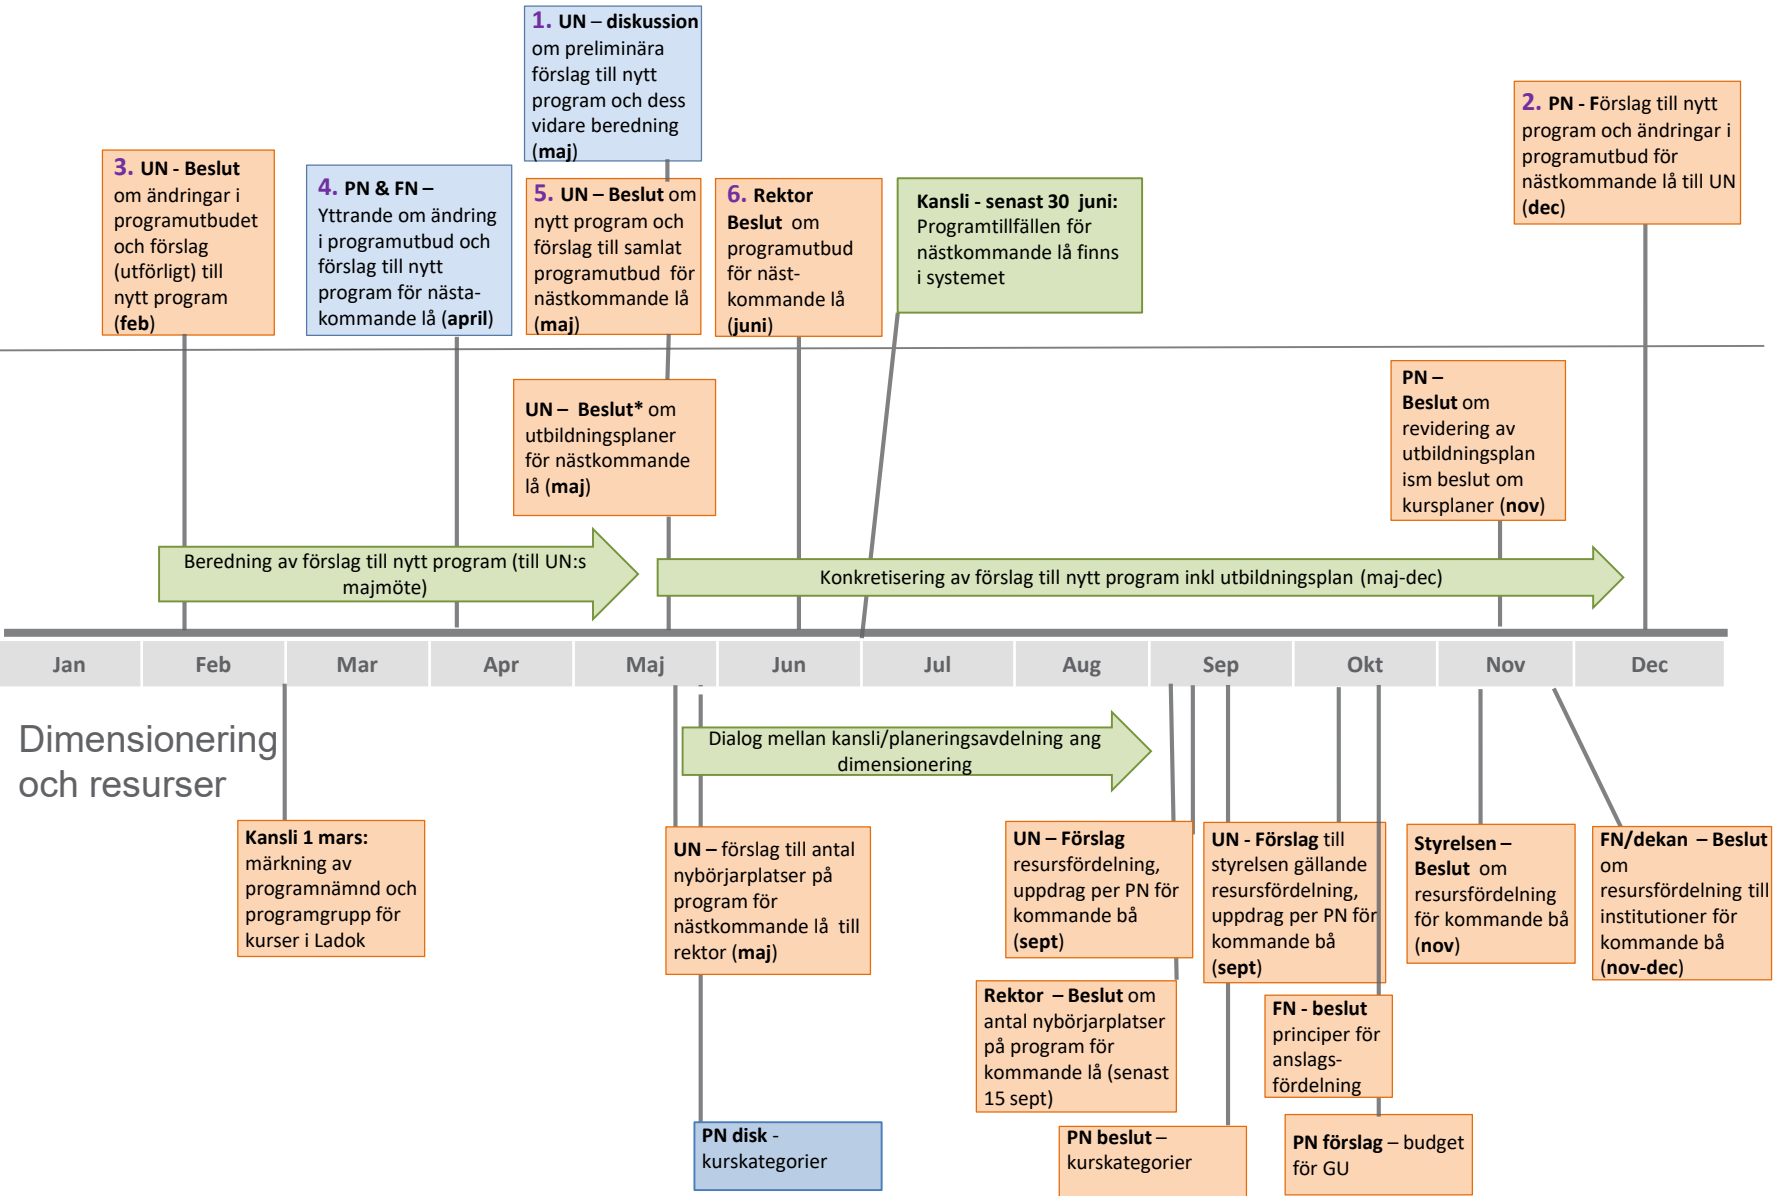 1. UN – diskussion
om preliminära
förslag till nytt
program och dess
vidare beredning
(maj)
2. PN - Förslag till nytt
program och ändringar i
programutbud för
nästkommande lå till UN
(dec)
3. UN - Beslut
om ändringar i
programutbudet
och förslag
(utförligt) till
nytt program
(feb)
4. PN & FN –
Yttrande om ändring
i programutbud och
förslag till nytt
program för nästa-
kommande lå (april)
5. UN – Beslut om
nytt program och
förslag till samlat
programutbud för
nästkommande lå
(maj)
6. Rektor
Beslut om
programutbud
för näst-
kommande lå
(juni)
Kansli - senast 30 juni:
Programtillfällen för
nästkommande lå finns
i systemet
UN – Beslut* om
utbildningsplaner
för nästkommande
lå (maj)
PN –
Beslut om
revidering av
utbildningsplan
ism beslut om
kursplaner (nov)
Beredning av förslag till nytt program (till UN:s
majmöte)
Konkretisering av förslag till nytt program inkl utbildningsplan (maj-dec)
Jan Feb Mar Apr Maj Jun Jul Aug Sep Okt Nov Dec
Dimensionering
och resurser
Dialog mellan kansli/planeringsavdelning ang
dimensionering
Kansli 1 mars:
märkning av
programnämnd och
programgrupp för
kurser i Ladok
UN – förslag till antal
nybörjarplatser på
program för
nästkommande lå till
rektor (maj)
UN – Förslag
resursfördelning,
uppdrag per PN för
kommande bå
(sept)
UN - Förslag till
styrelsen gällande
resursfördelning,
uppdrag per PN för
kommande bå
(sept)
Styrelsen –
Beslut om
resursfördelning
för kommande bå
(nov)
FN/dekan – Beslut
om
resursfördelning till
institutioner för
kommande bå
(nov-dec)
Rektor – Beslut om
antal nybörjarplatser
på program för
kommande lå (senast
15 sept)
FN - beslut
principer för
anslags-
fördelning
PN disk -
kurskategorier
PN beslut –
kurskategorier
PN förslag – budget
för GU